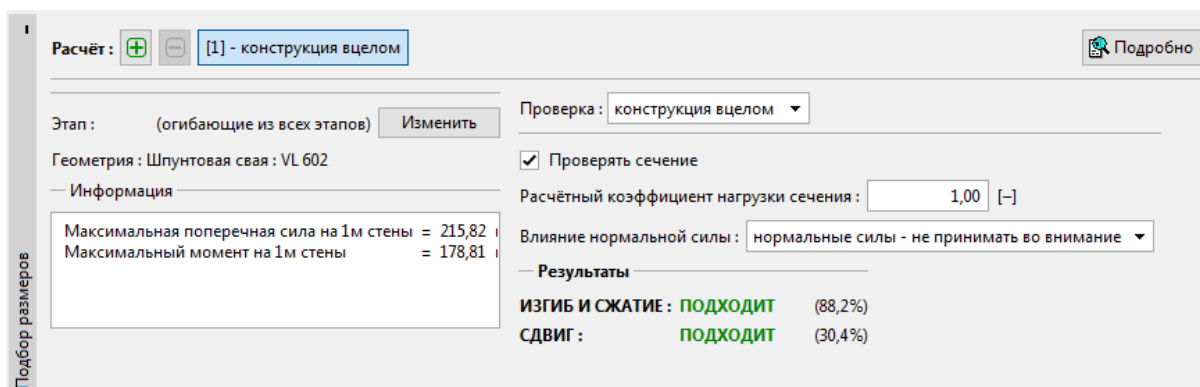 Расчёт : [1] - конструкция вцелом
Подробно
Этап : (огибающие из всех этапов) Изменить
Геометрия : Шпунтовая свая : VL 602
Информация
Максимальная поперечная сила на 1м стены = 215,82
Максимальный момент на 1м стены = 178,81
Проверка : конструкция вцелом
Проверять сечение
Расчётный коэффициент нагрузки сечения : 1,00 [–]
Влияние нормальной силы : нормальные силы - не принимать во внимание
Результаты
ИЗГИБ И СЖАТИЕ : ПОДХОДИТ (88,2%)
СДВИГ : ПОДХОДИТ (30,4%)
Подбор размеров